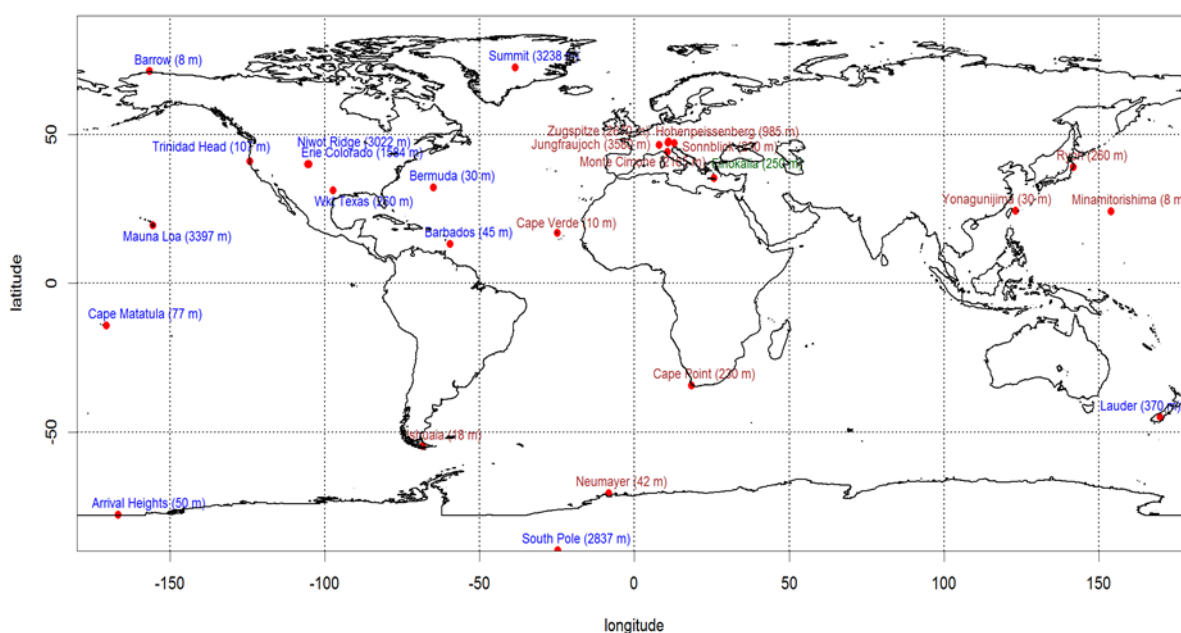 Barrow (8 m)
Summit (3238 m)
Zugspitze
Hohenpeissenberg (985 m)
Niwot Ridge (3022 m)
Trinidad Head (107 m)
Jungfraujoch (3580 m)
Sonnblick
Erie Colorado (1584 m)
Monte Cimone
(250 m)
Ryori (260 m)
Bermuda (30 m)
Wkt Texas
Yonagunijima (30 m)
Minamitorishima (8 m
Mauna Loa (3397 m)
Barbados (45 m)
Cape Verde (10 m)
Cape Matatula (77 m)
Cape Point (230 m)
Lauder (370 m)
Ushuaia (18 m)
Neumayer (42 m)
Arrival Heights (50 m)
South Pole (2837 m)
50
0
-50
latitude
-150
-100
-50
0
50
100
150
longitude